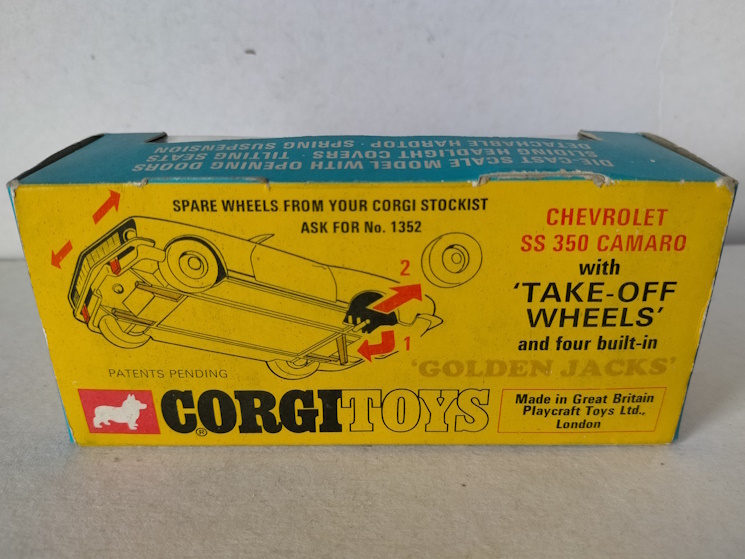 DIE-CAST SCALE MODEL WITH OPENING DOORS
SLIDING HEADLIGHT COVERS · TILTING SEATS
DETACHABLE HARDTOP · SPRING SUSPENSION
SPARE WHEELS FROM YOUR CORGI STOCKIST
ASK FOR No. 1352
2
1
PATENTS PENDING
CORGI TOYS
®
CHEVROLET
SS 350 CAMARO
with
'TAKE-OFF
WHEELS'
and four built-in
'GOLDEN JACKS'
Made in Great Britain
Playcraft Toys Ltd.,
London